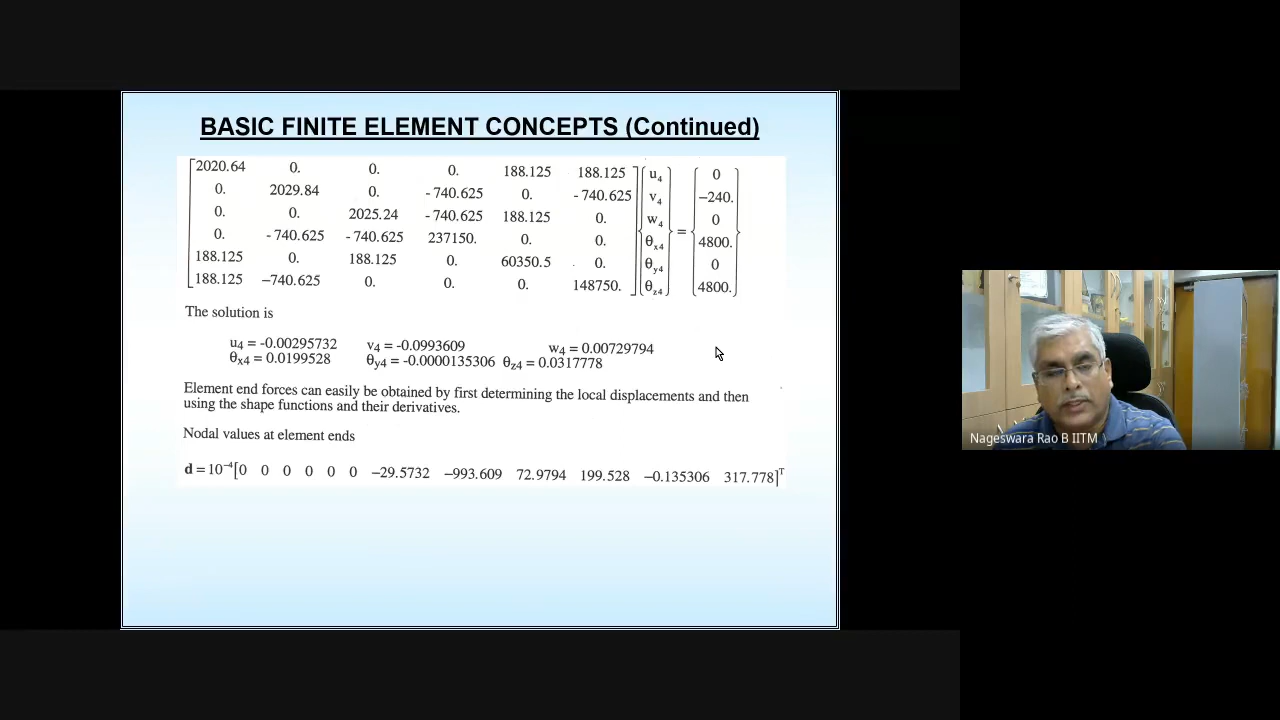 BASIC FINITE ELEMENT CONCEPTS (Continued)
2020.64 0. 0. 0. 188.125 188.125 u4 0
0. 2029.84 0. - 740.625 0. - 740.625 v4 −240.
0. 0. 2025.24 - 740.625 188.125 0. w4 0
0. - 740.625 - 740.625 237150. 0. 0. θx4 = 4800.
188.125 0. 188.125 0. 60350.5 0. θy4 0
188.125 −740.625 0. 0. 0. 148750. θz4 4800.
The solution is
u4 = -0.00295732 v4 = -0.0993609 w4 = 0.00729794
θx4 = 0.0199528 θy4 = -0.0000135306 θz4 = 0.0317778
Element end forces can easily be obtained by first determining the local displacements and then
using the shape functions and their derivatives.
Nodal values at element ends
d = 10⁻⁴[0 0 0 0 0 0 −29.5732 −993.609 72.9794 199.528 −0.135306 317.778]ᵀ
Nageswara Rao B IITM